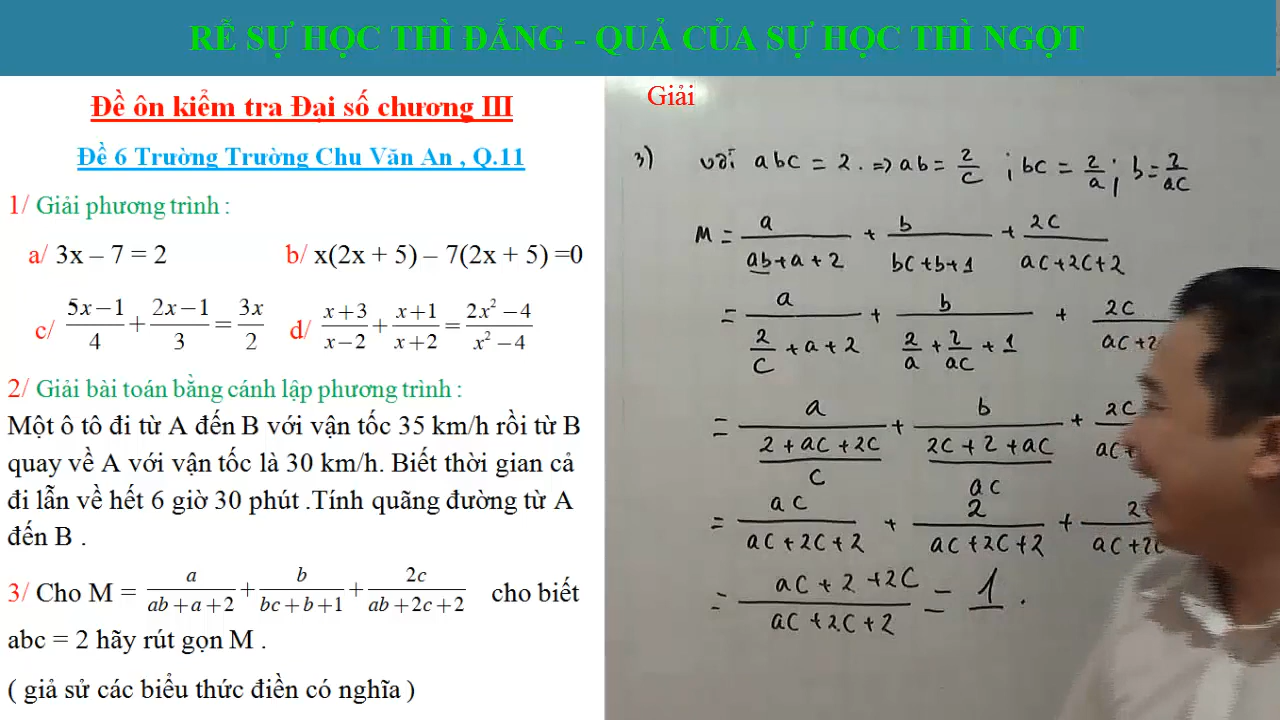 RỄ SỰ HỌC THÌ ĐẮNG - QUẢ CỦA SỰ HỌC THÌ NGỌT
Đề ôn kiểm tra Đại số chương III
Đề 6 Trường Trường Chu Văn An , Q.11
1/ Giải phương trình :
a/ 3x – 7 = 2 b/ x(2x + 5) – 7(2x + 5) =0
c/ (5x−1)/4 + (2x−1)/3 = 3x/2 d/ (x+3)/(x−2) + (x+1)/(x+2) = (2x²−4)/(x²−4)
2/ Giải bài toán bằng cánh lập phương trình :
Một ô tô đi từ A đến B với vận tốc 35 km/h rồi từ B
quay về A với vận tốc là 30 km/h. Biết thời gian cả
đi lẫn về hết 6 giờ 30 phút .Tính quãng đường từ A
đến B .
3/ Cho M = a/(ab+a+2) + b/(bc+b+1) + 2c/(ab+2c+2) cho biết
abc = 2 hãy rút gọn M .
( giả sử các biểu thức điền có nghĩa )
Giải
3) với abc = 2 . => ab = 2/c ; bc = 2/a ; b = 2/ac
M = a/(ab+a+2) + b/(bc+b+1) + 2c/(ac+2c+2)
= a/(2/c + a + 2) + b/(2/a + 2/ac + 1) + 2c/(ac+2
= a/((2+ac+2c)/c) + b/((2c+2+ac)/ac) + 2c/(ac+
= ac/(ac+2c+2) + 2/(ac+2c+2) + 2c/(ac+2c
= (ac+2+2c)/(ac+2c+2) = 1 .